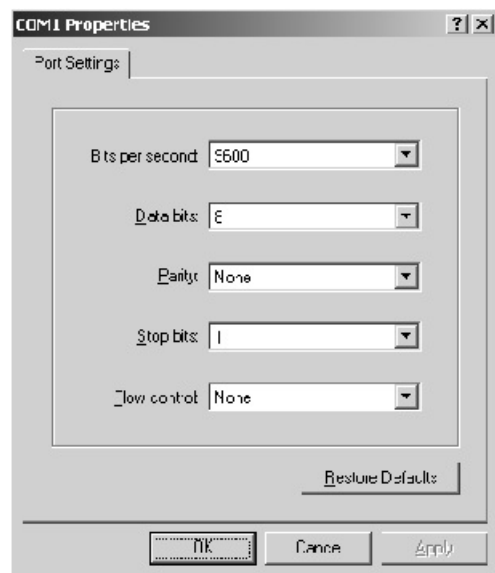 COM1 Properties
Port Settings
Bits per second: 9600
Data bits: 8
Parity: None
Stop bits: 1
Flow control: None
Restore Defaults
OK Cancel Apply